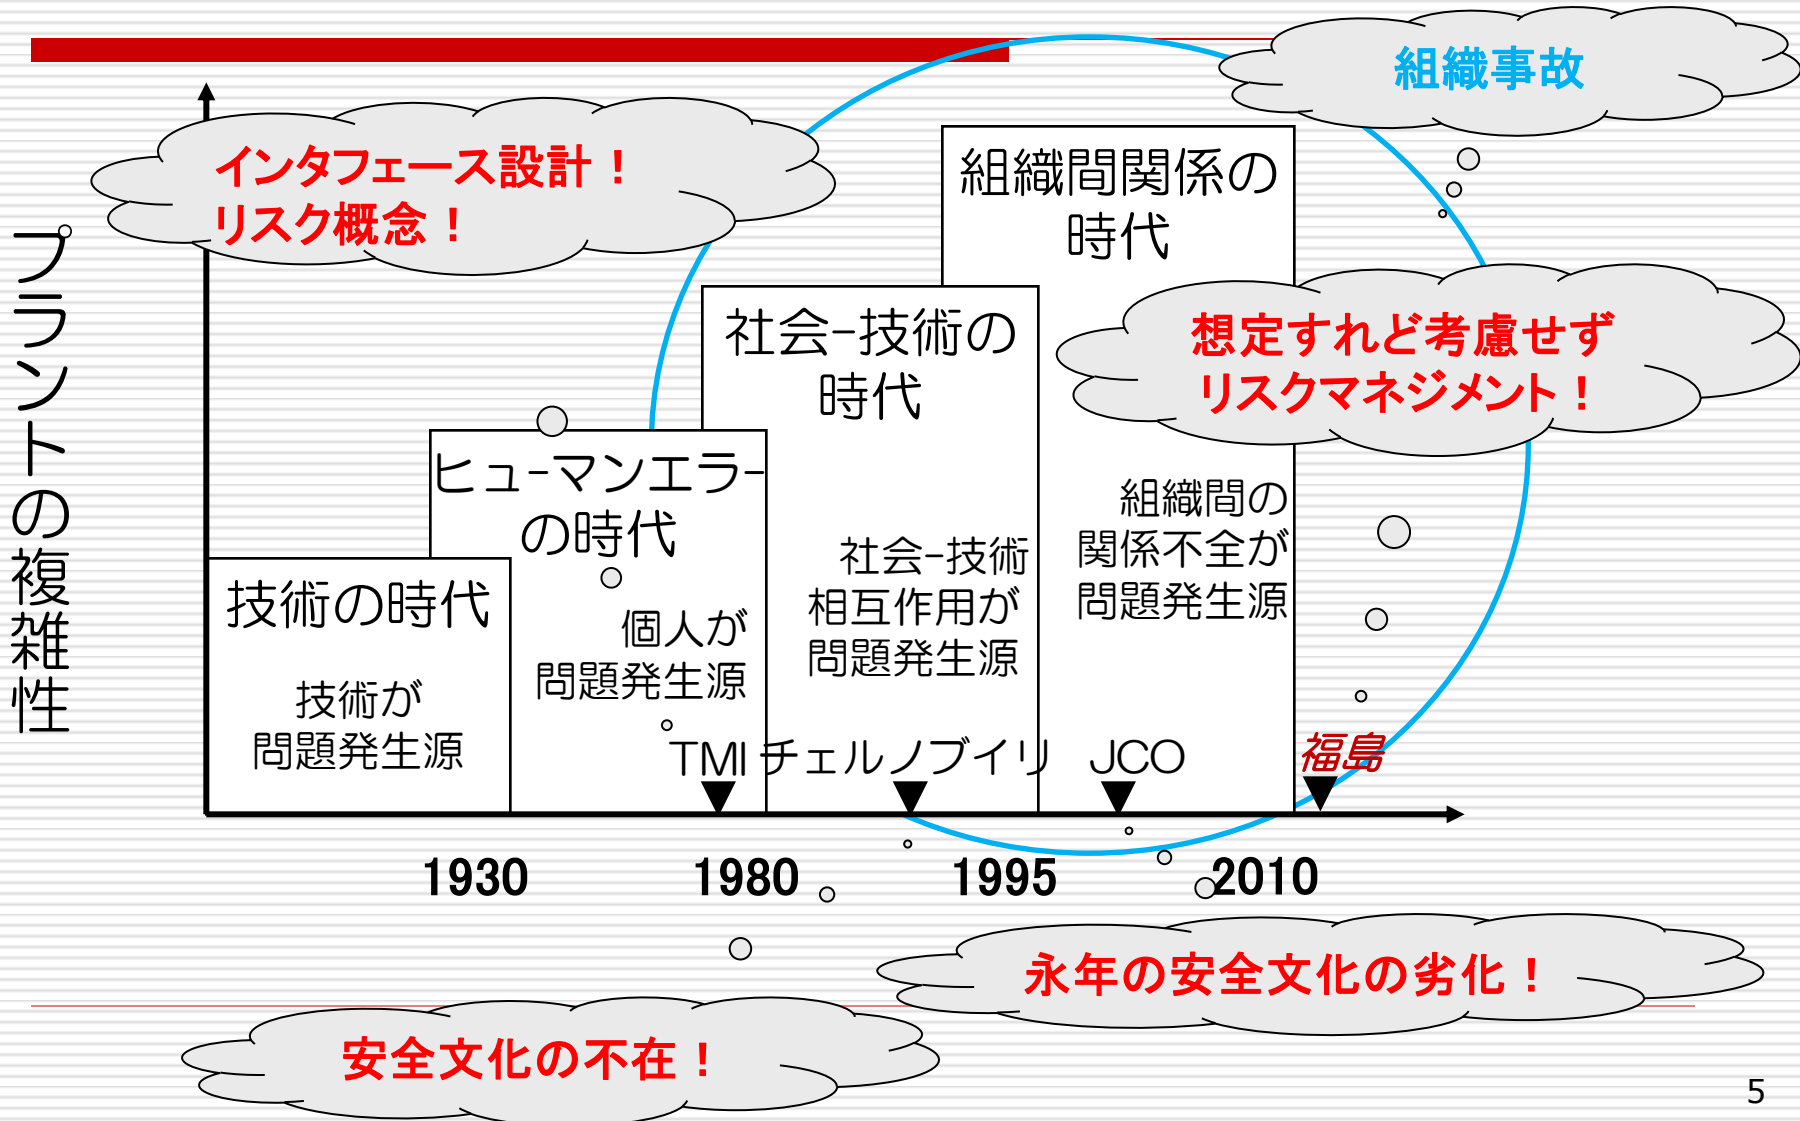 組織事故
インタフェース設計！
リスク概念！
組織間関係の
時代
社会-技術の
時代
想定すれど考慮せず
リスクマネジメント！
ヒューマンエラー
の時代
技術の時代
プラントの複雑性
組織間の
関係不全が
問題発生源
社会-技術
相互作用が
問題発生源
個人が
問題発生源
技術が
問題発生源
TMI チェルノブイリ JCO 福島
1930 1980 1995 2010
永年の安全文化の劣化！
安全文化の不在！
5